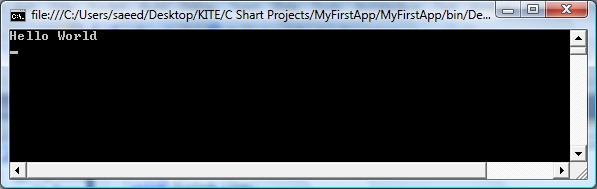 file:///C:/Users/saeed/Desktop/KITE/C Shart Projects/MyFirstApp/MyFirstApp/bin/De...
Hello World